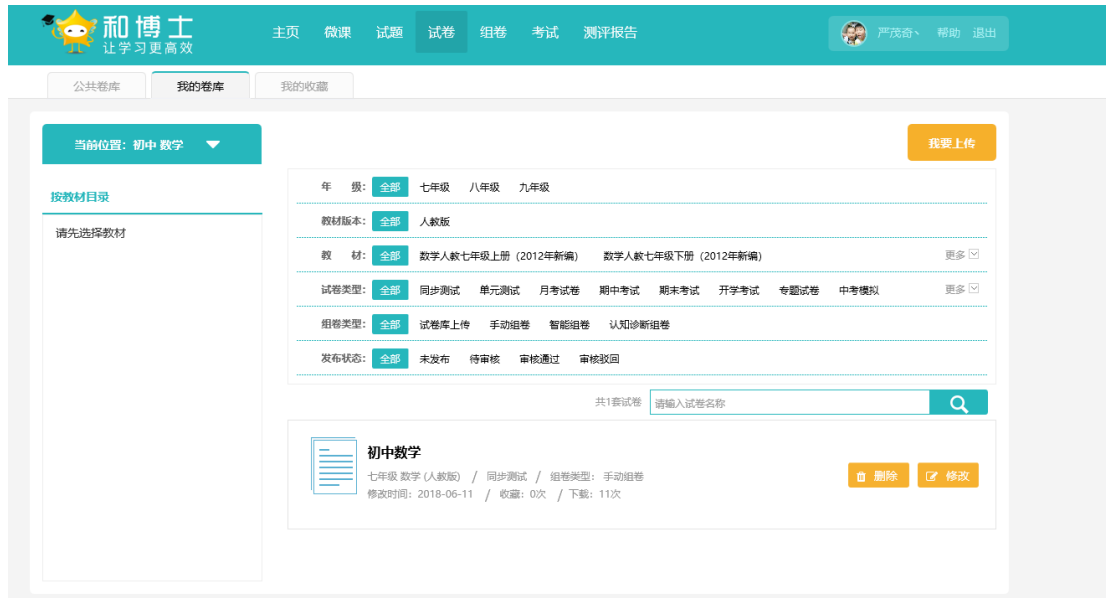 和博士
让学习更高效
主页 微课 试题 试卷 组卷 考试 测评报告
严茂奇、 帮助 退出
公共卷库 我的卷库 我的收藏
当前位置：初中 数学
我要上传
按教材目录
请先选择教材
年 级： 全部 七年级 八年级 九年级
教材版本： 全部 人教版
教 材： 全部 数学人教七年级上册（2012年新编） 数学人教七年级下册（2012年新编） 更多
试卷类型： 全部 同步测试 单元测试 月考试卷 期中考试 期末考试 开学考试 专题试卷 中考模拟 更多
组卷类型： 全部 试卷库上传 手动组卷 智能组卷 认知诊断组卷
发布状态： 全部 未发布 待审核 审核通过 审核驳回
共1套试卷 请输入试卷名称
初中数学
七年级 数学 (人教版) / 同步测试 / 组卷类型： 手动组卷
修改时间：2018-06-11 / 收藏：0次 / 下载：11次
删除 修改